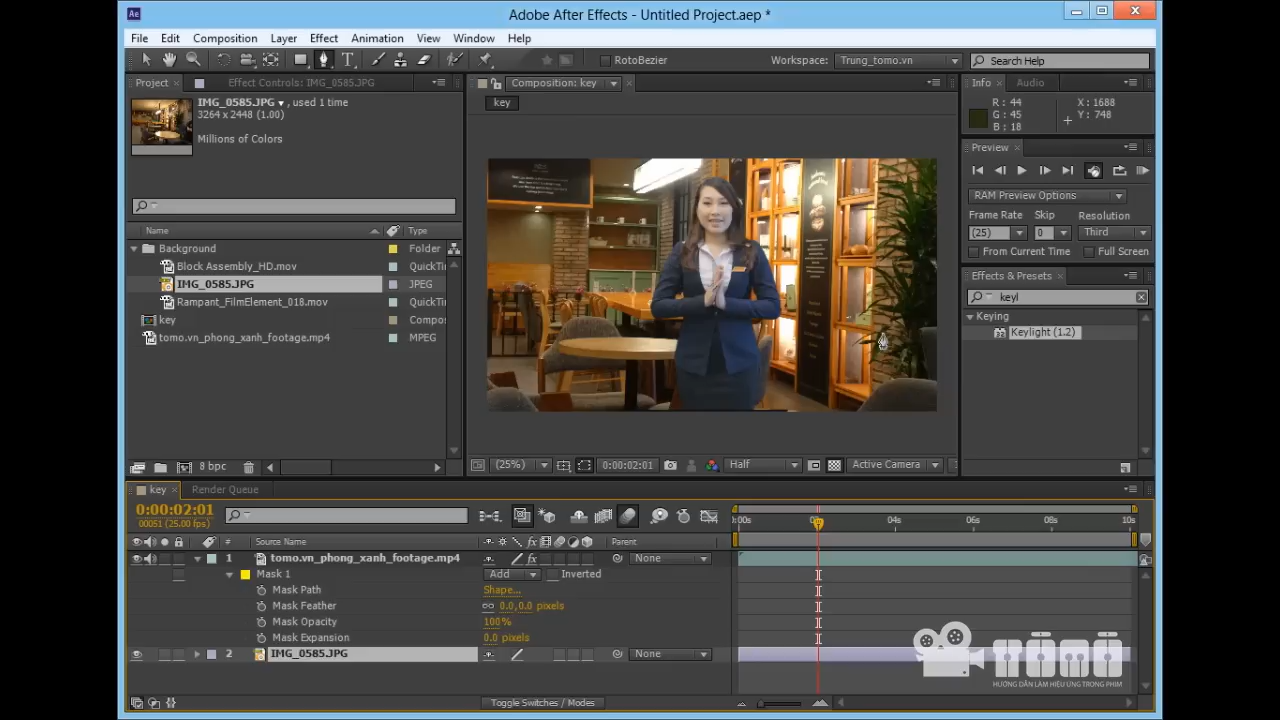 Adobe After Effects - Untitled Project.aep *
File Edit Composition Layer Effect Animation View Window Help
RotoBezier
Workspace: Trung_tomo.vn
Search Help
Project
Effect Controls: IMG_0585.JPG
IMG_0585.JPG , used 1 time
3264 x 2448 (1.00)
Millions of Colors
Name Type
Background Folder
Block Assembly_HD.mov QuickTi
IMG_0585.JPG JPEG
Rampant_FilmElement_018.mov QuickTi
key Compos
tomo.vn_phong_xanh_footage.mp4 MPEG
8 bpc
Composition: key
key
(25%) 0:00:02:01 Half Active Camera
Info Audio
R : 44 X : 1688
G : 45 Y : 748
B : 18
Preview
RAM Preview Options
Frame Rate Skip Resolution
(25) 0 Third
From Current Time Full Screen
Effects & Presets
keyl
Keying
Keylight (1.2)
key Render Queue
0:00:02:01
00051 (25.00 fps)
:00s 04s 06s 08s 10s
# Source Name Parent
1 tomo.vn_phong_xanh_footage.mp4 None
Mask 1 Add Inverted
Mask Path Shape...
Mask Feather 0.0,0.0 pixels
Mask Opacity 100%
Mask Expansion 0.0 pixels
2 IMG_0585.JPG None
Toggle Switches / Modes
HƯỚNG DẪN LÀM HIỆU ỨNG TRONG PHIM